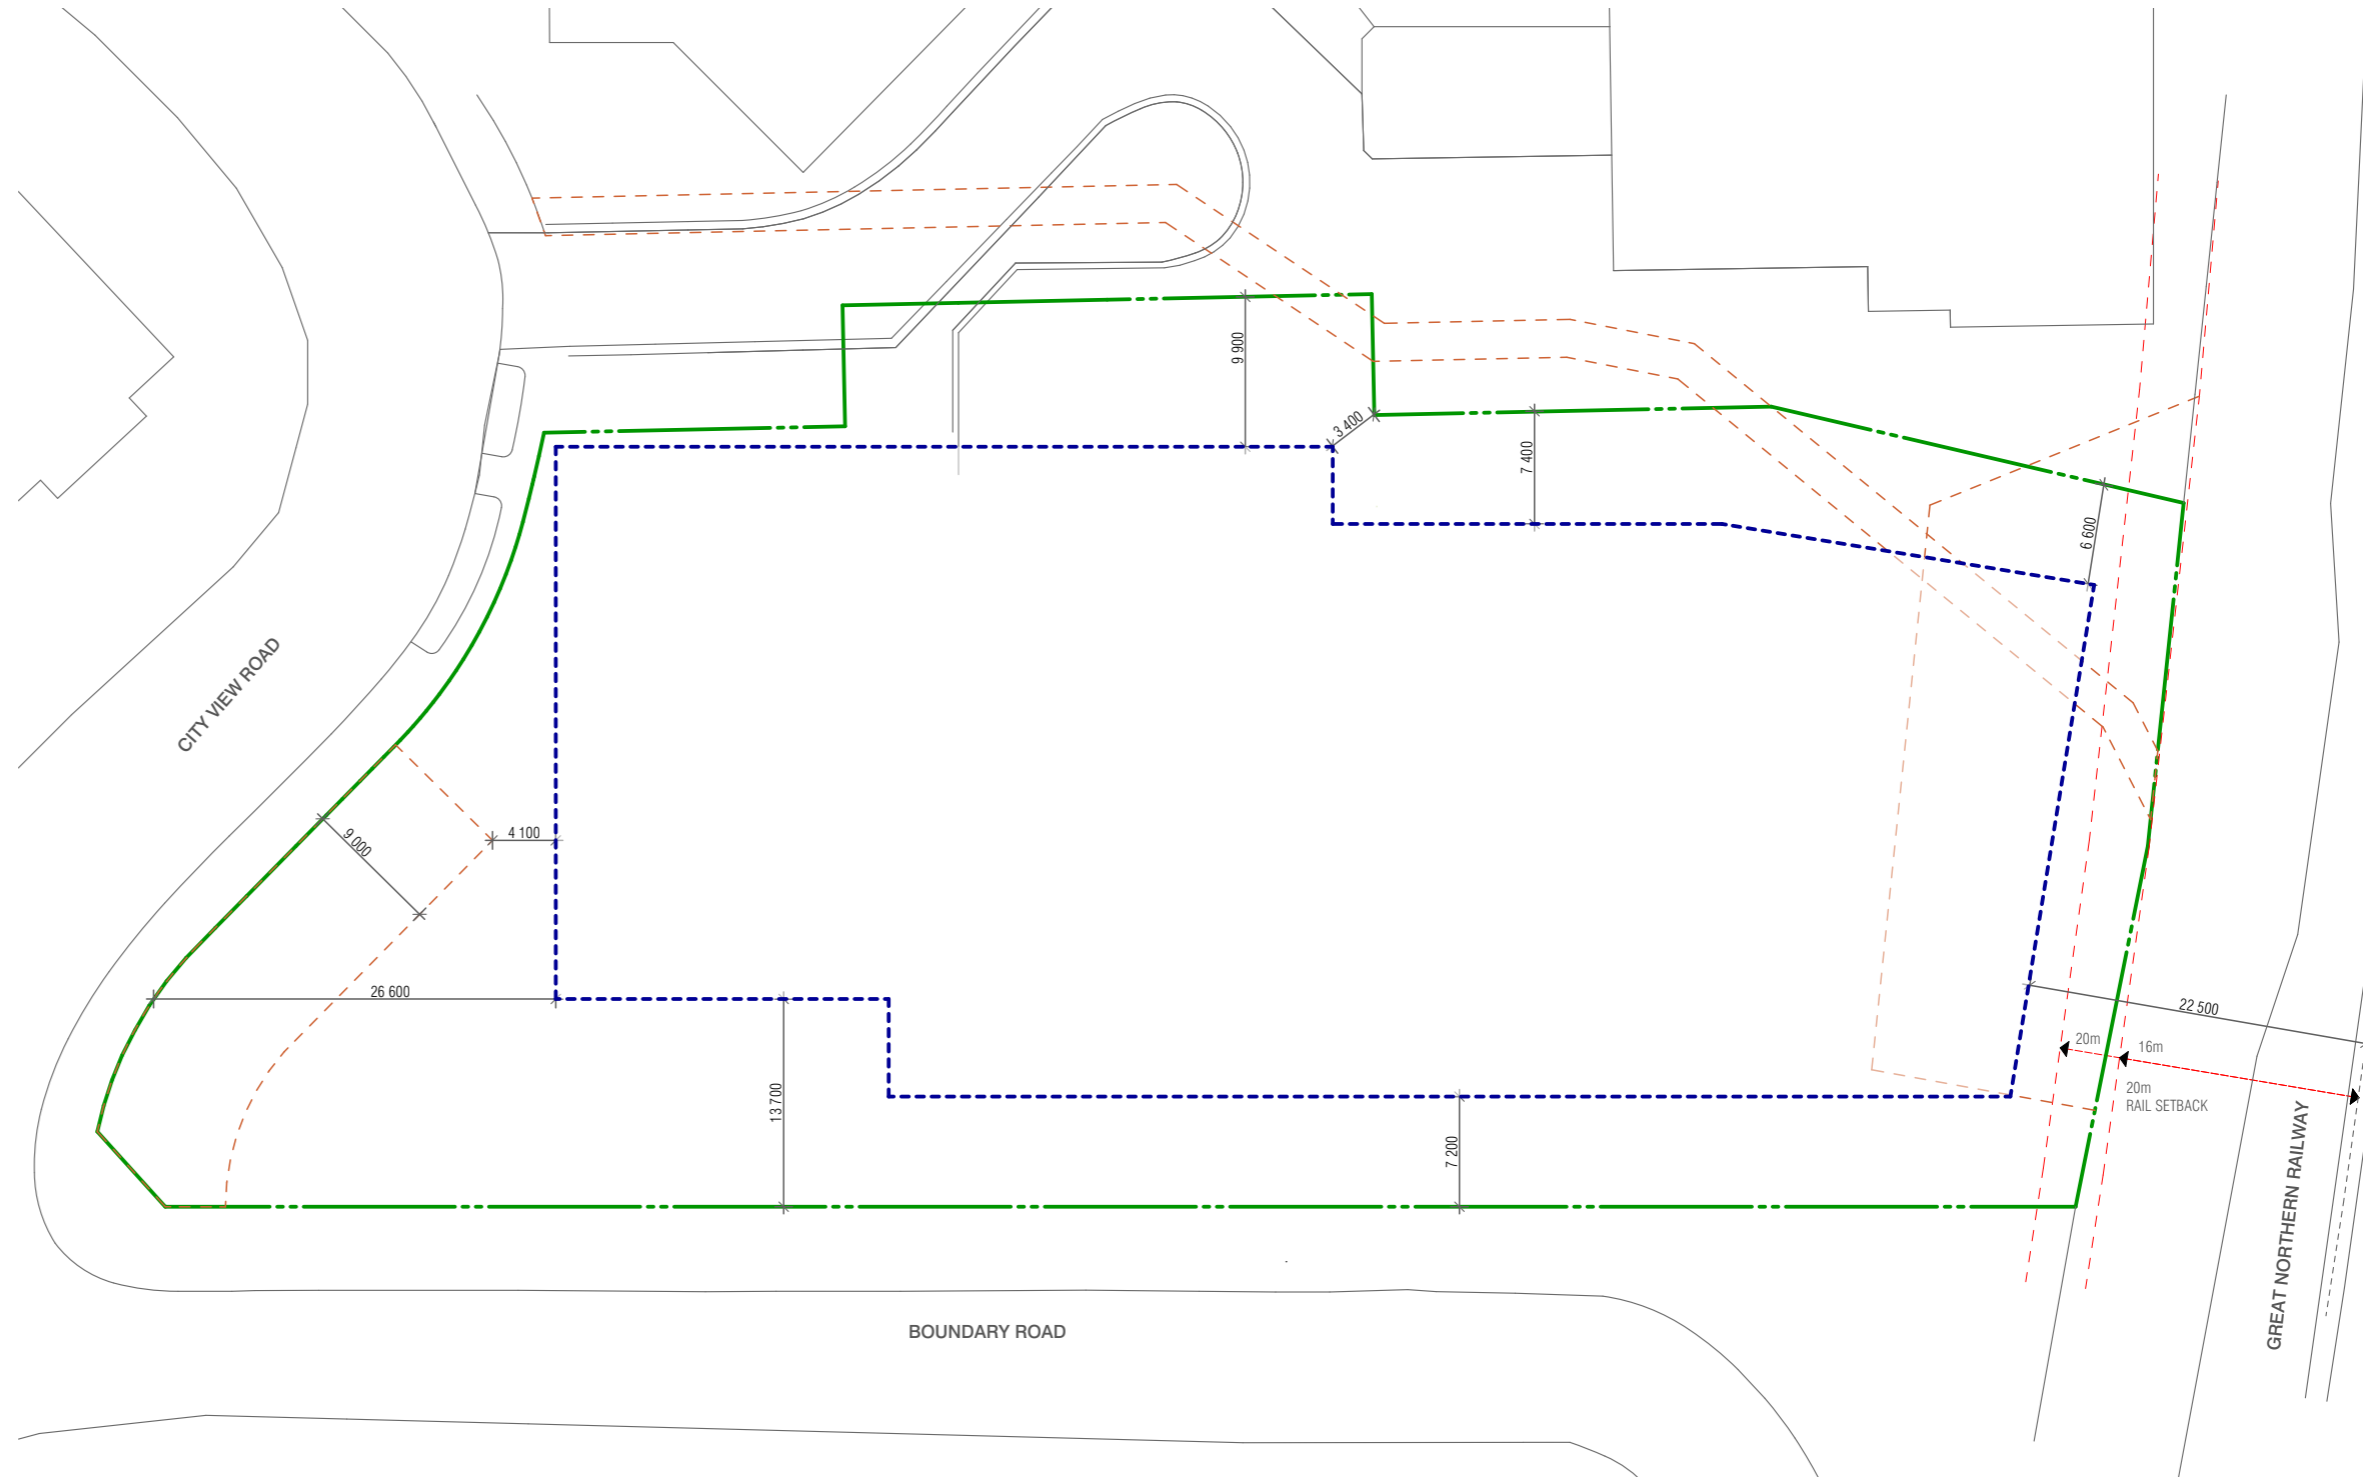 9 900
3 400
7 400
6 600
CITY VIEW ROAD
9 000
4 100
26 600
22 500
20m
16m
20m
RAIL SETBACK
13 700
7 200
GREAT NORTHERN RAILWAY
BOUNDARY ROAD